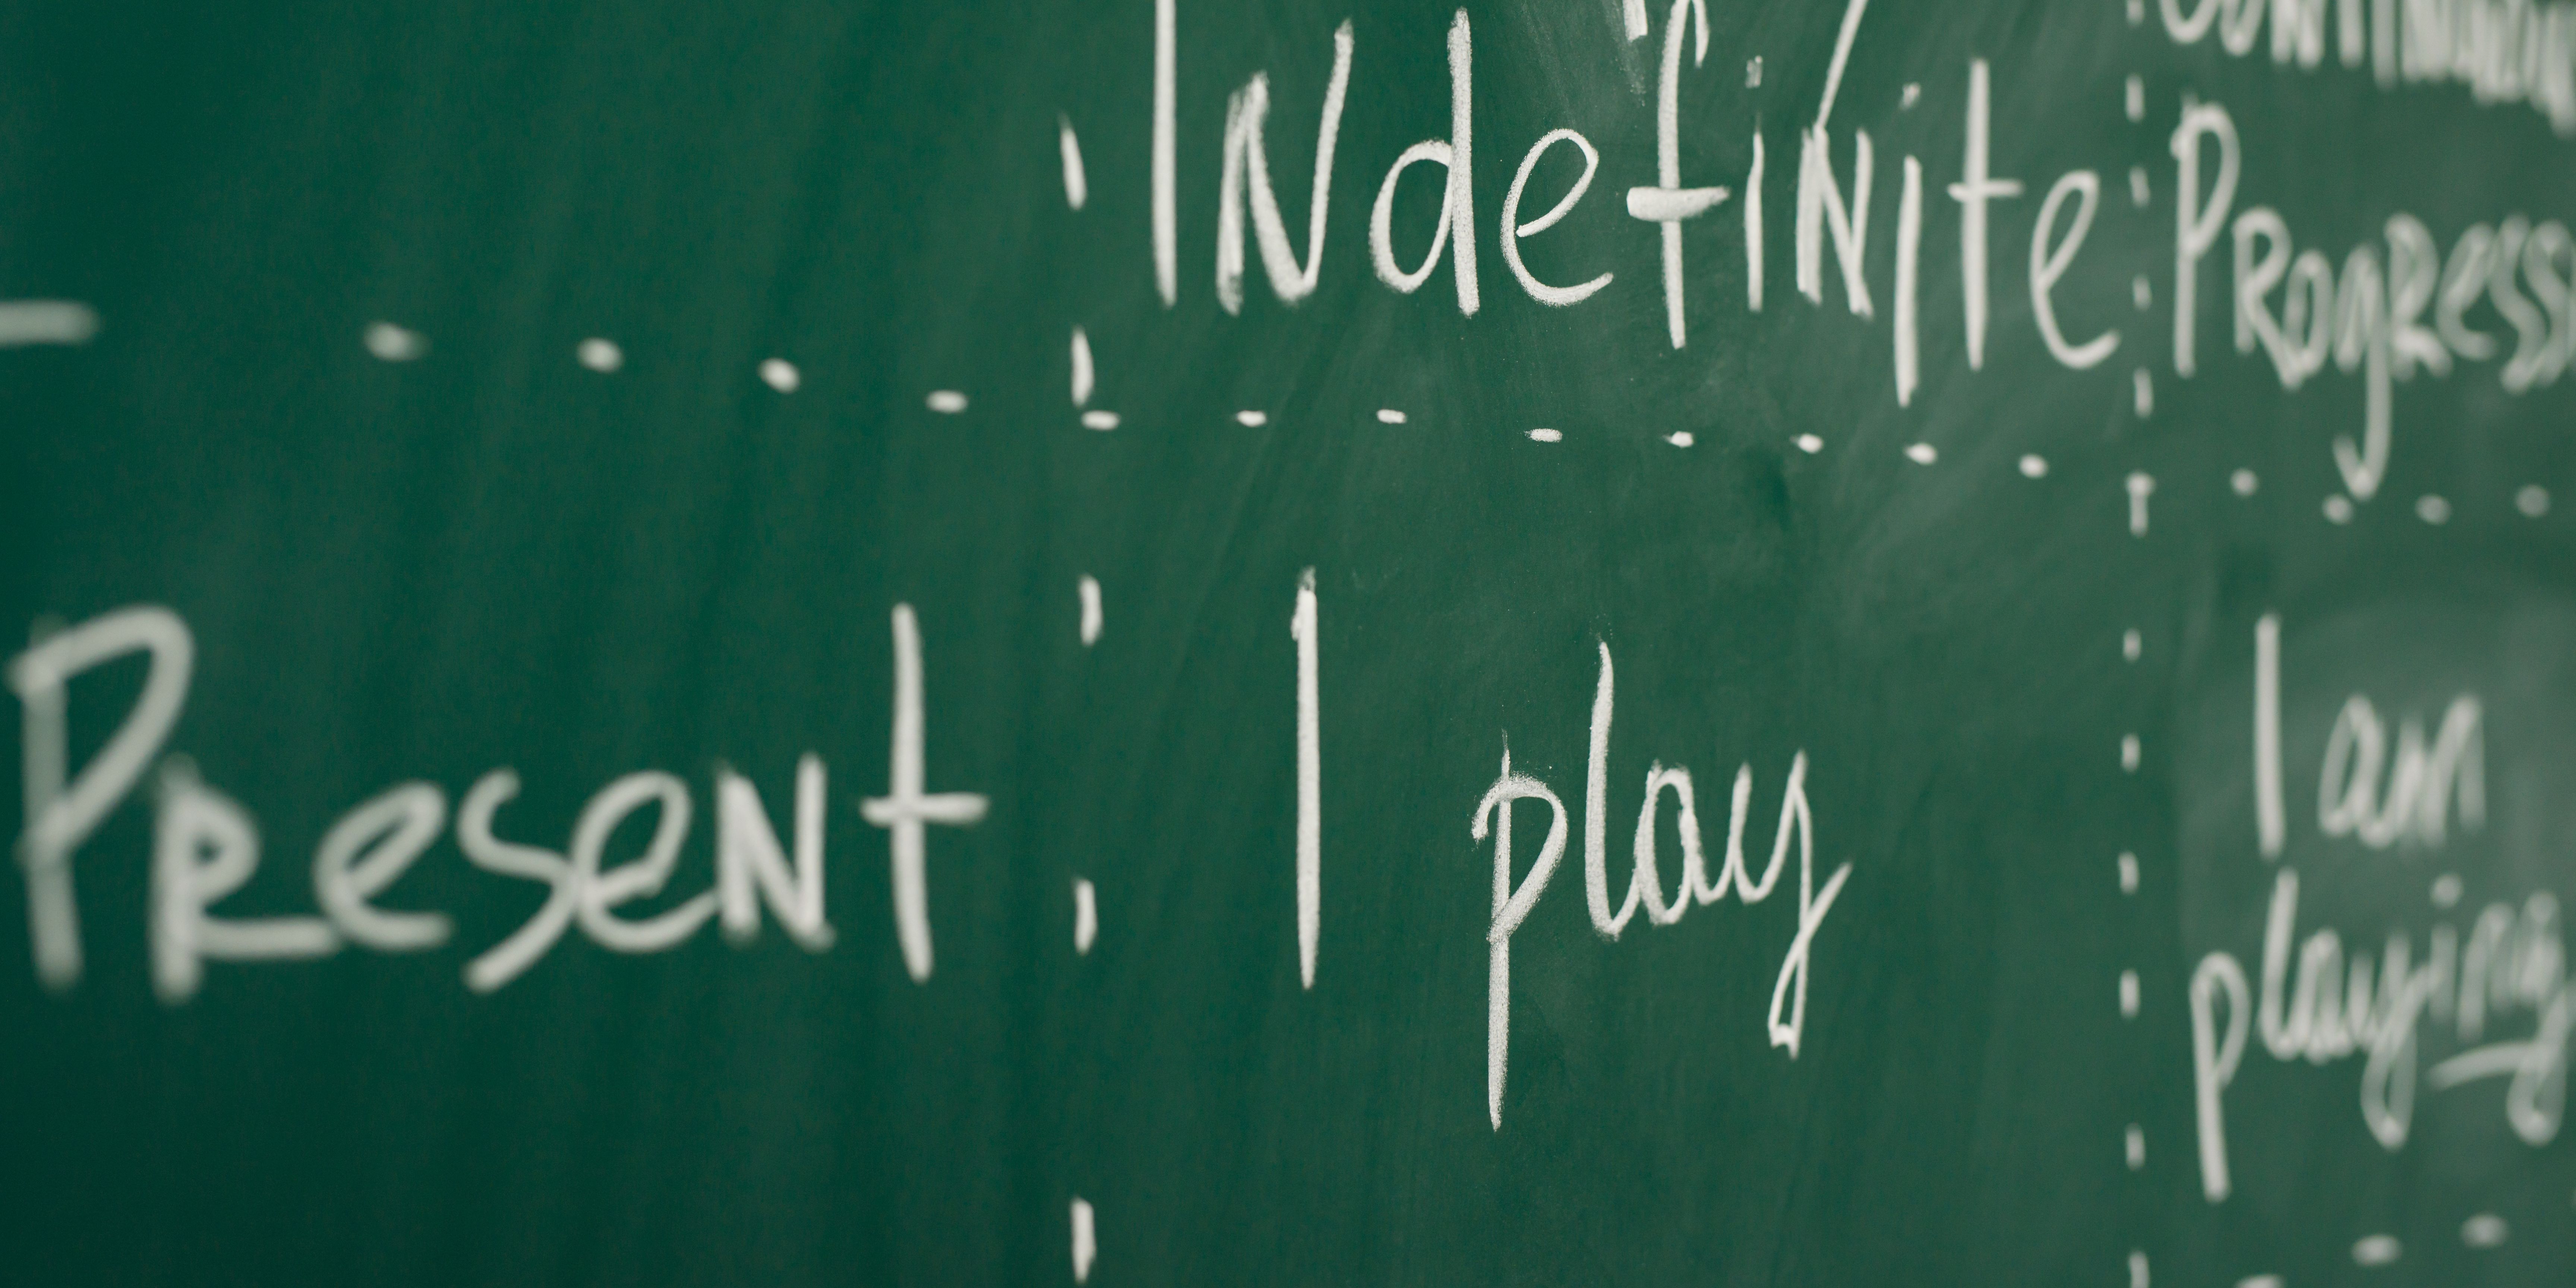 Indefinite
Progress
Present
I play
I am
playing